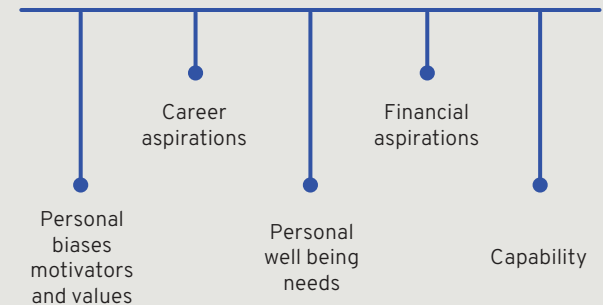 Personal
biases
motivators
and values
Career
aspirations
Personal
well being
needs
Financial
aspirations
Capability